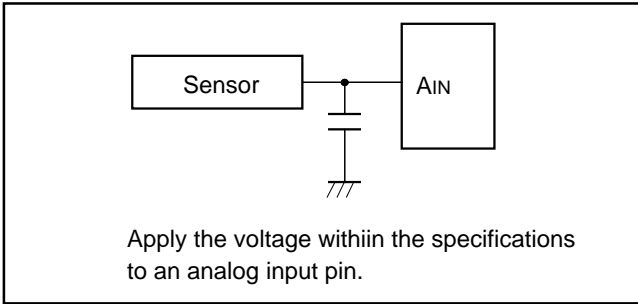 Sensor
AIN
Apply the voltage withiin the specifications
to an analog input pin.